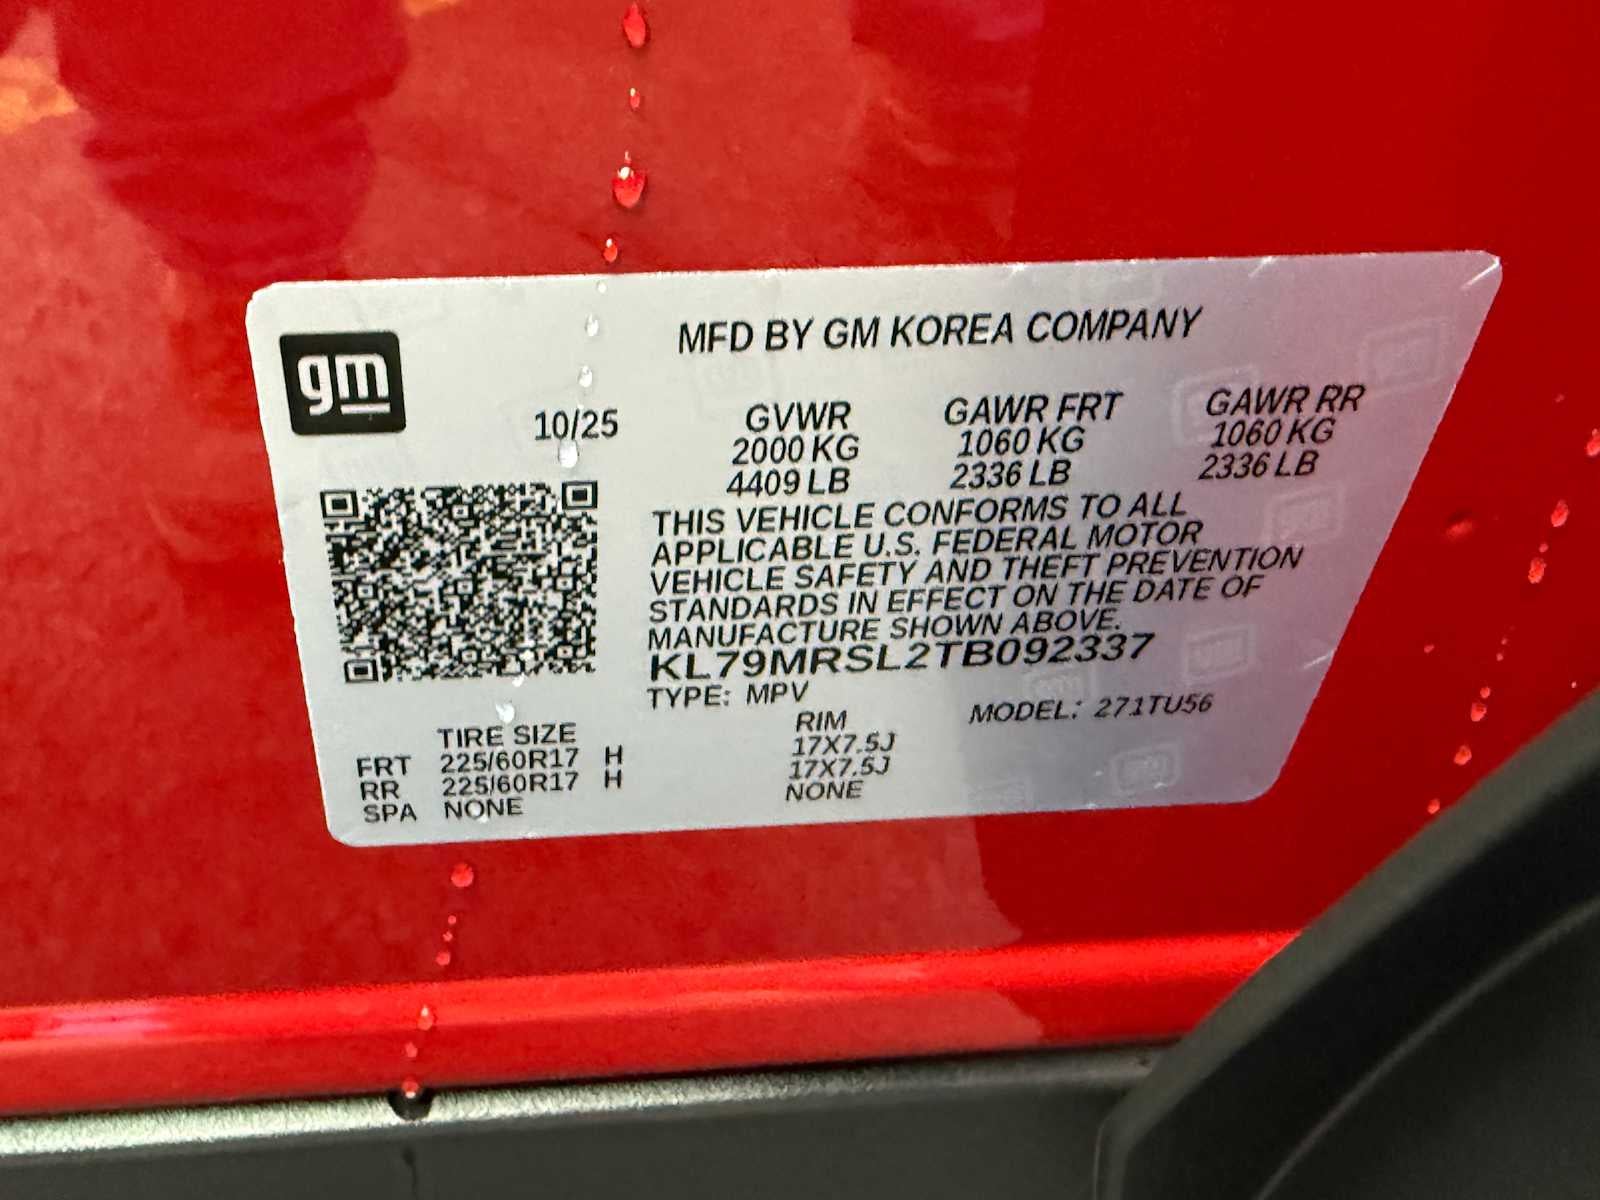 gm
MFD BY GM KOREA COMPANY
10/25 GVWR GAWR FRT GAWR RR
2000 KG 1060 KG 1060 KG
4409 LB 2336 LB 2336 LB
THIS VEHICLE CONFORMS TO ALL
APPLICABLE U.S. FEDERAL MOTOR
VEHICLE SAFETY AND THEFT PREVENTION
STANDARDS IN EFFECT ON THE DATE OF
MANUFACTURE SHOWN ABOVE.
KL79MRSL2TB092337
TYPE: MPV MODEL: 271TU56
TIRE SIZE RIM
FRT 225/60R17 H 17X7.5J
RR 225/60R17 H 17X7.5J
SPA NONE NONE